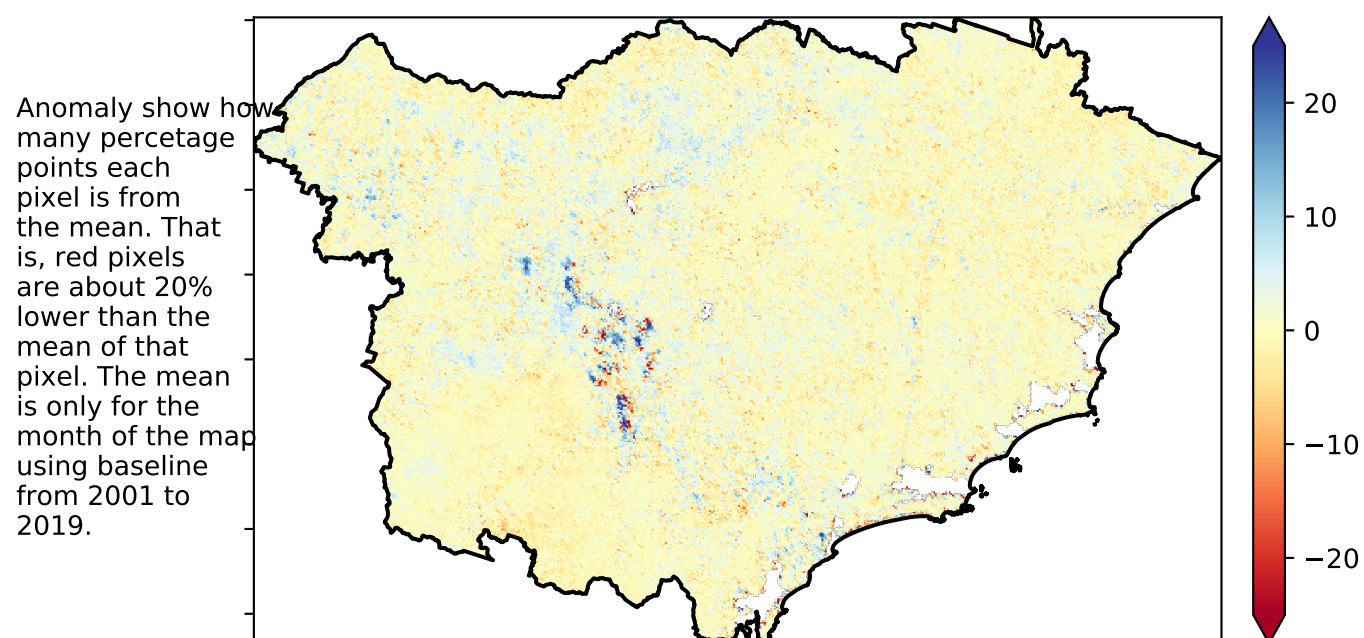 Anomaly show how
many percetage
points each
pixel is from
the mean. That
is, red pixels
are about 20%
lower than the
mean of that
pixel. The mean
is only for the
month of the map
using baseline
from 2001 to
2019.
20
10
0
−10
−20